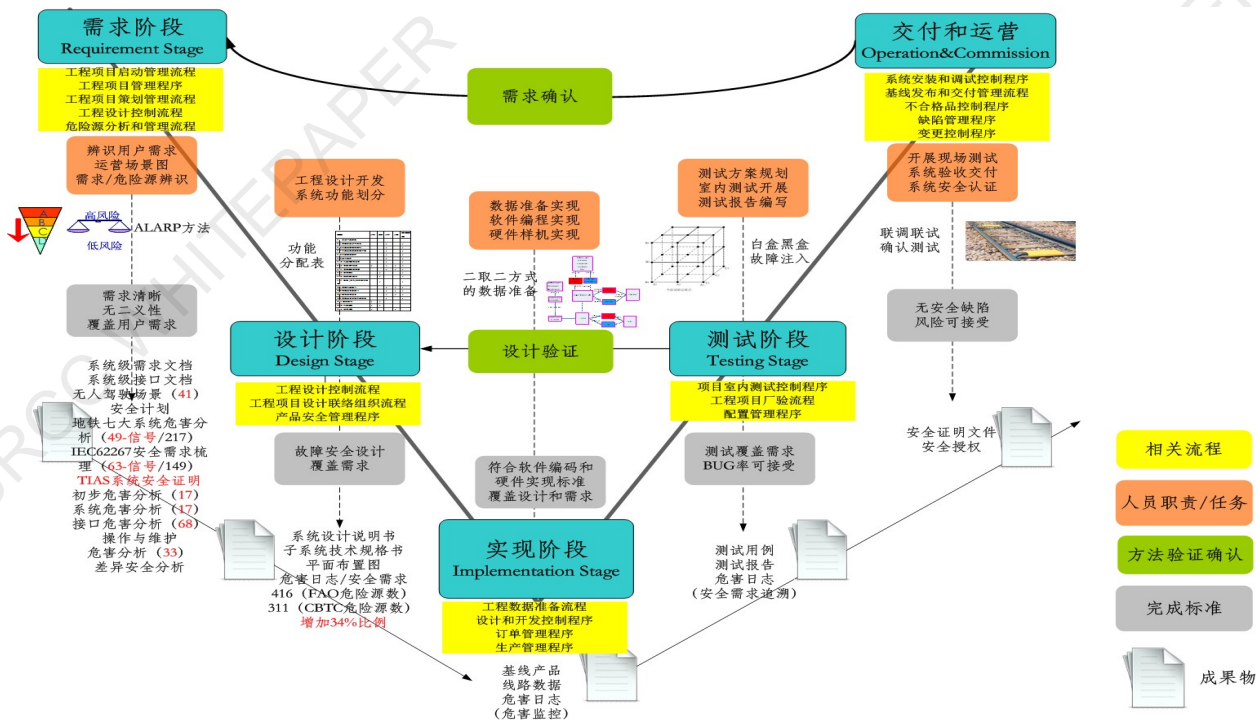 需求阶段
Requirement Stage
工程项目启动管理流程
工程项目管理程序
工程项目策划管理流程
工程设计控制流程
危险源分析和管理流程
辨识用户需求
运营场景图
需求/危险源辨识
A
B
C
D
高风险
低风险
ALARP方法
需求清晰
无二义性
覆盖用户需求
系统级需求文档
系统级接口文档
无人驾驶场景（41）
安全计划
地铁七大系统危害分
析（49-信号/217）
IEC62267安全需求梳
理（63-信号/149）
TIAS系统安全证明
初步危害分析（17）
系统危害分析（17）
接口危害分析（68）
操作与维护
危害分析（33）
差异安全分析
需求确认
工程设计开发
系统功能划分
功能
分配表
设计阶段
Design Stage
工程设计控制流程
工程项目设计联络组织流程
产品安全管理程序
故障安全设计
覆盖需求
系统设计说明书
子系统技术规格书
平面布置图
危害日志/安全需求
416（FAO危险源数）
311（CBTC危险源数）
增加34%比例
数据准备实现
软件编程实现
硬件样机实现
二取二方式
的数据准备
设计验证
符合软件编码和
硬件实现标准
覆盖设计和需求
实现阶段
Implementation Stage
工程数据准备流程
设计和开发控制程序
订单管理程序
生产管理程序
基线产品
线路数据
危害日志
(危害监控)
测试方案规划
室内测试开展
测试报告编写
白盒黑盒
故障注入
测试阶段
Testing Stage
项目室内测试控制程序
工程项目厂验流程
配置管理程序
测试覆盖需求
BUG率可接受
测试用例
测试报告
危害日志
(安全需求追溯)
交付和运营
Operation&Commission
系统安装和调试控制程序
基线发布和交付管理流程
不合格品控制程序
缺陷管理程序
变更控制程序
开展现场测试
系统验收交付
系统安全认证
联调联试
确认测试
无安全缺陷
风险可接受
安全证明文件
安全授权
相关流程
人员职责/任务
方法验证确认
完成标准
成果物
WHITEPAPER